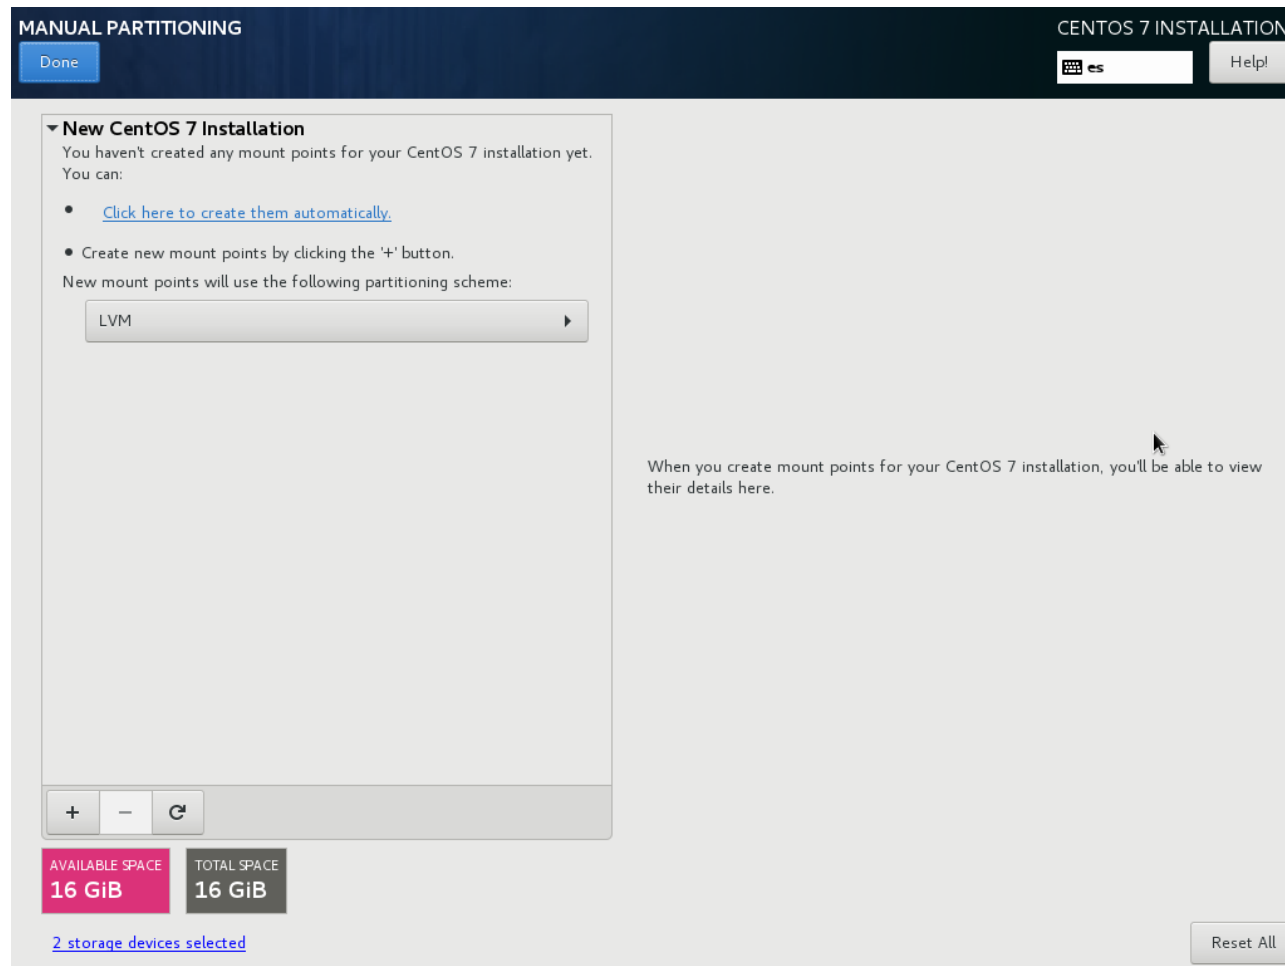 MANUAL PARTITIONING
CENTOS 7 INSTALLATION
Done
es
Help!
New CentOS 7 Installation
You haven't created any mount points for your CentOS 7 installation yet.
You can:
Click here to create them automatically.
Create new mount points by clicking the '+' button.
New mount points will use the following partitioning scheme:
LVM
When you create mount points for your CentOS 7 installation, you'll be able to view
their details here.
+ −
AVAILABLE SPACE
16 GiB
TOTAL SPACE
16 GiB
2 storage devices selected
Reset All